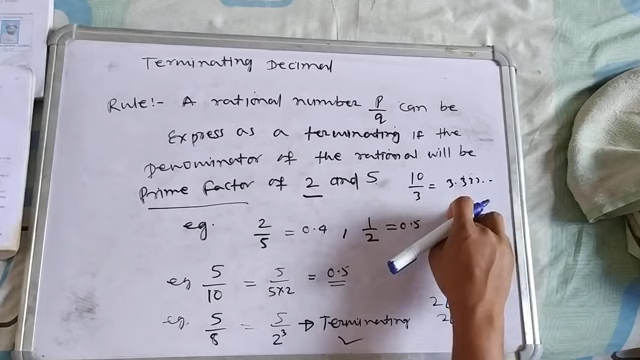 Terminating Decimal
Rule:- A rational number p/q can be
Express as a terminating if the
Denominator of the rational will be
Prime Factor of 2 and 5 10/3 = 3.333..
eg. 2/5 = 0.4 , 1/2 = 0.5
eg 5/10 = 5/5×2 = 0.5
eg. 5/8 = 5/2³ → Terminating